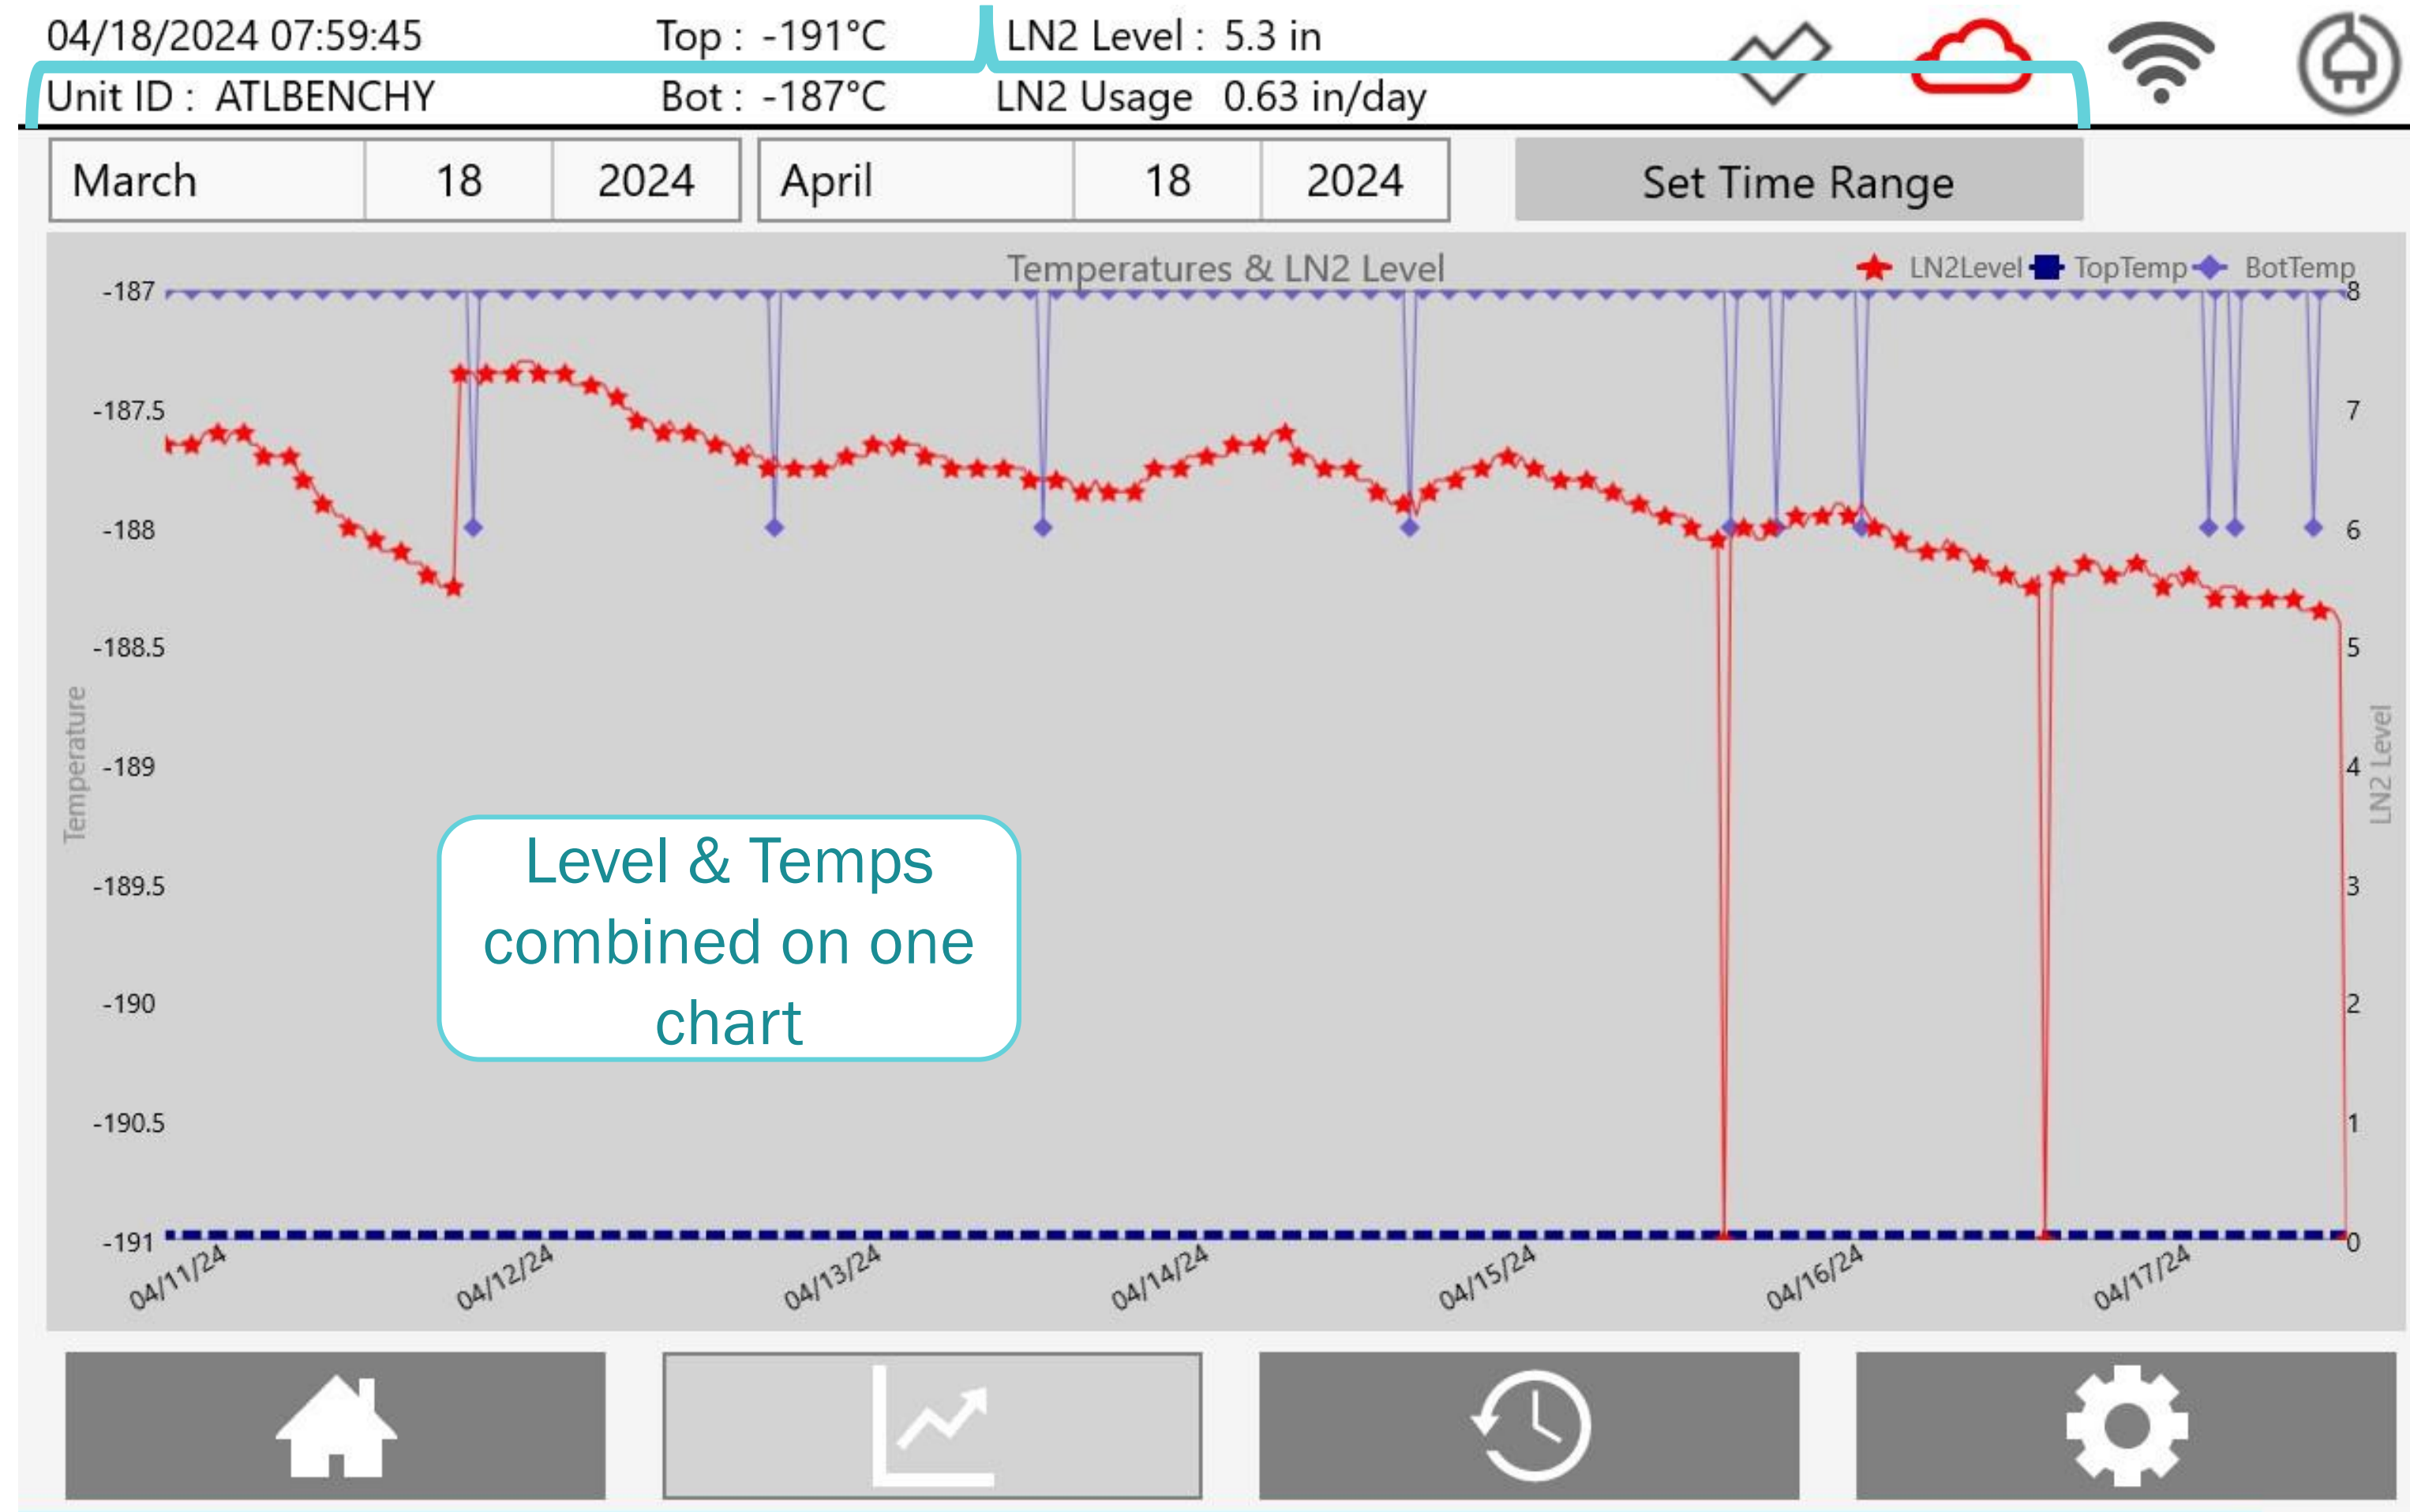 04/18/2024 07:59:45 Top : -191°C LN2 Level : 5.3 in
Unit ID : ATLBENCHY Bot : -187°C LN2 Usage 0.63 in/day
March 18 2024 April 18 2024 Set Time Range
Temperatures & LN2 Level
LN2Level TopTemp BotTemp
-187
-187.5
-188
-188.5
-189
-189.5
-190
-190.5
-191
Temperature
8
7
6
5
4
3
2
1
0
LN2 Level
Level & Temps
combined on one
chart
04/11/24 04/12/24 04/13/24 04/14/24 04/15/24 04/16/24 04/17/24